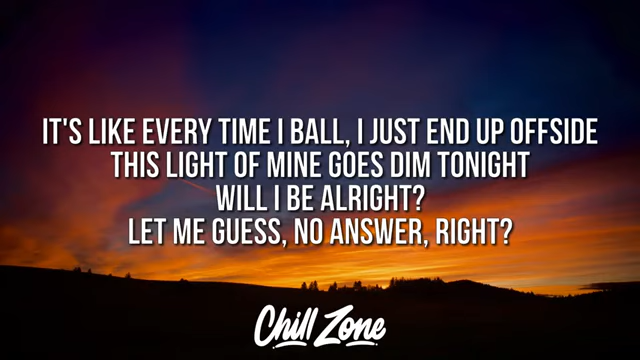 IT'S LIKE EVERY TIME I BALL, I JUST END UP OFFSIDE
THIS LIGHT OF MINE GOES DIM TONIGHT
WILL I BE ALRIGHT?
LET ME GUESS, NO ANSWER, RIGHT?
Chill Zone